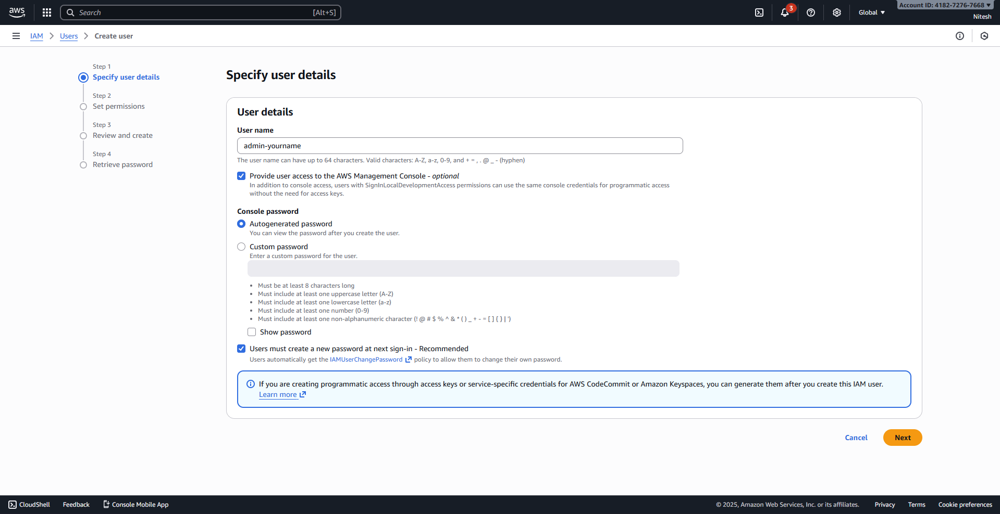 aws
Search [Alt+S]
3
Global
Account ID: 4182-7276-7668
Nitesh
IAM
Users
Create user
Step 1
Specify user details
Step 2
Set permissions
Step 3
Review and create
Step 4
Retrieve password
Specify user details
User details
User name
admin-yourname
The user name can have up to 64 characters. Valid characters: A-Z, a-z, 0-9, and + = , . @ _ - (hyphen)
Provide user access to the AWS Management Console - optional
In addition to console access, users with SignInLocalDevelopmentAccess permissions can use the same console credentials for programmatic access
without the need for access keys.
Console password
Autogenerated password
You can view the password after you create the user.
Custom password
Enter a custom password for the user.
• Must be at least 8 characters long
• Must include at least one uppercase letter (A-Z)
• Must include at least one lowercase letter (a-z)
• Must include at least one number (0-9)
• Must include at least one non-alphanumeric character (! @ # $ % ^ & * ( ) _ + - = [ ] { } | ')
Show password
Users must create a new password at next sign-in - Recommended
Users automatically get the IAMUserChangePassword policy to allow them to change their own password.
If you are creating programmatic access through access keys or service-specific credentials for AWS CodeCommit or Amazon Keyspaces, you can generate them after you create this IAM user.
Learn more
Cancel
Next
CloudShell
Feedback
Console Mobile App
© 2025, Amazon Web Services, Inc. or its affiliates.
Privacy
Terms
Cookie preferences